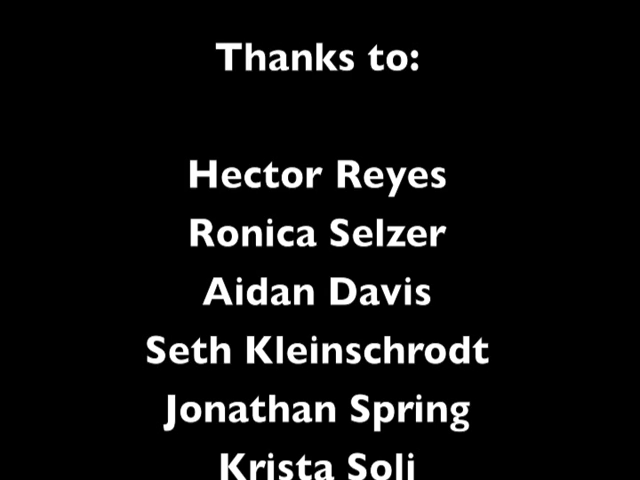 Thanks to:
Hector Reyes
Ronica Selzer
Aidan Davis
Seth Kleinschrodt
Jonathan Spring
Krista Soli